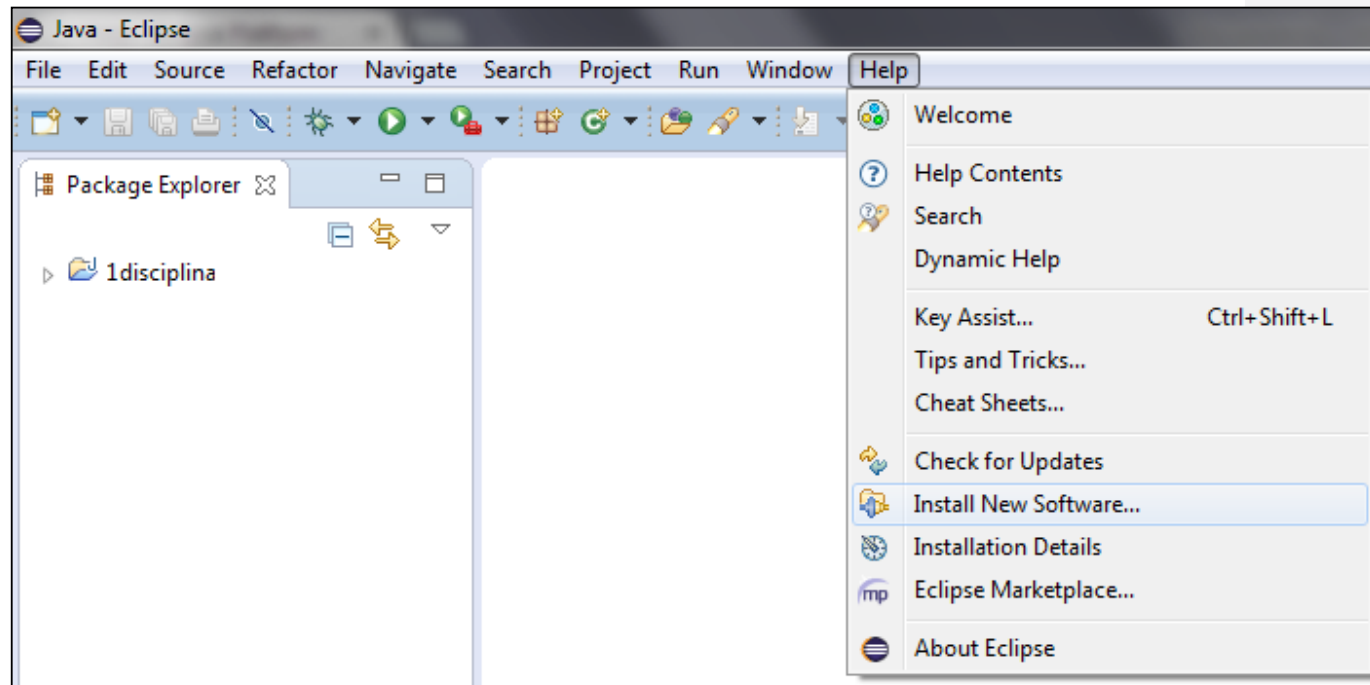 Java - Eclipse
File Edit Source Refactor Navigate Search Project Run Window Help
Package Explorer
1disciplina
Welcome
Help Contents
Search
Dynamic Help
Key Assist... Ctrl+Shift+L
Tips and Tricks...
Cheat Sheets...
Check for Updates
Install New Software...
Installation Details
mp Eclipse Marketplace...
About Eclipse